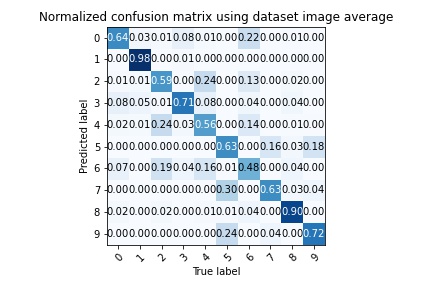 Normalized confusion matrix using dataset image average
0 0.64 0.03 0.01 0.08 0.01 0.00 0.22 0.00 0.01 0.00
1 0.00 0.98 0.00 0.01 0.00 0.00 0.00 0.00 0.00 0.00
2 0.01 0.01 0.59 0.00 0.24 0.00 0.13 0.00 0.02 0.00
3 0.08 0.05 0.01 0.71 0.08 0.00 0.04 0.00 0.04 0.00
4 0.02 0.01 0.24 0.03 0.56 0.00 0.14 0.00 0.01 0.00
5 0.00 0.00 0.00 0.00 0.00 0.63 0.00 0.16 0.03 0.18
6 0.07 0.00 0.19 0.04 0.16 0.01 0.48 0.00 0.04 0.00
7 0.00 0.00 0.00 0.00 0.00 0.30 0.00 0.63 0.03 0.04
8 0.02 0.00 0.02 0.00 0.01 0.01 0.04 0.00 0.90 0.00
9 0.00 0.00 0.00 0.00 0.00 0.24 0.00 0.04 0.00 0.72
0 1 2 3 4 5 6 7 8 9
Predicted label
True label